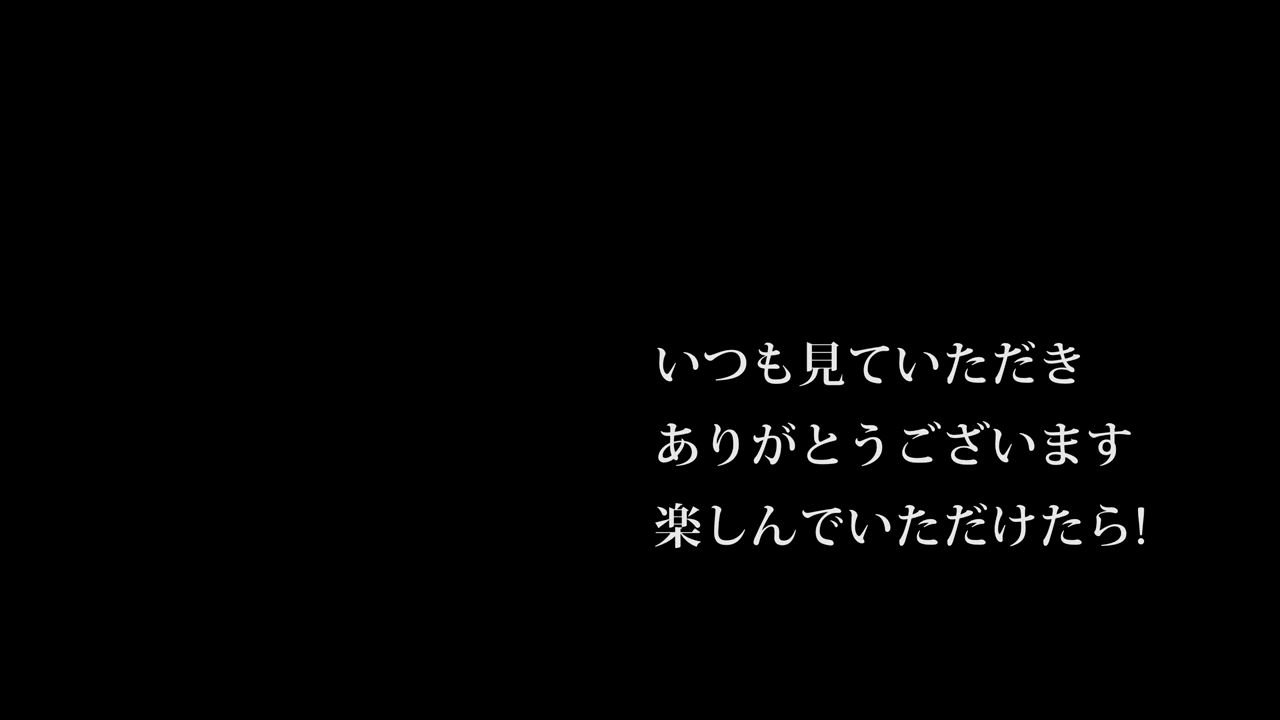 いつも見ていただき
ありがとうございます
楽しんでいただけたら!